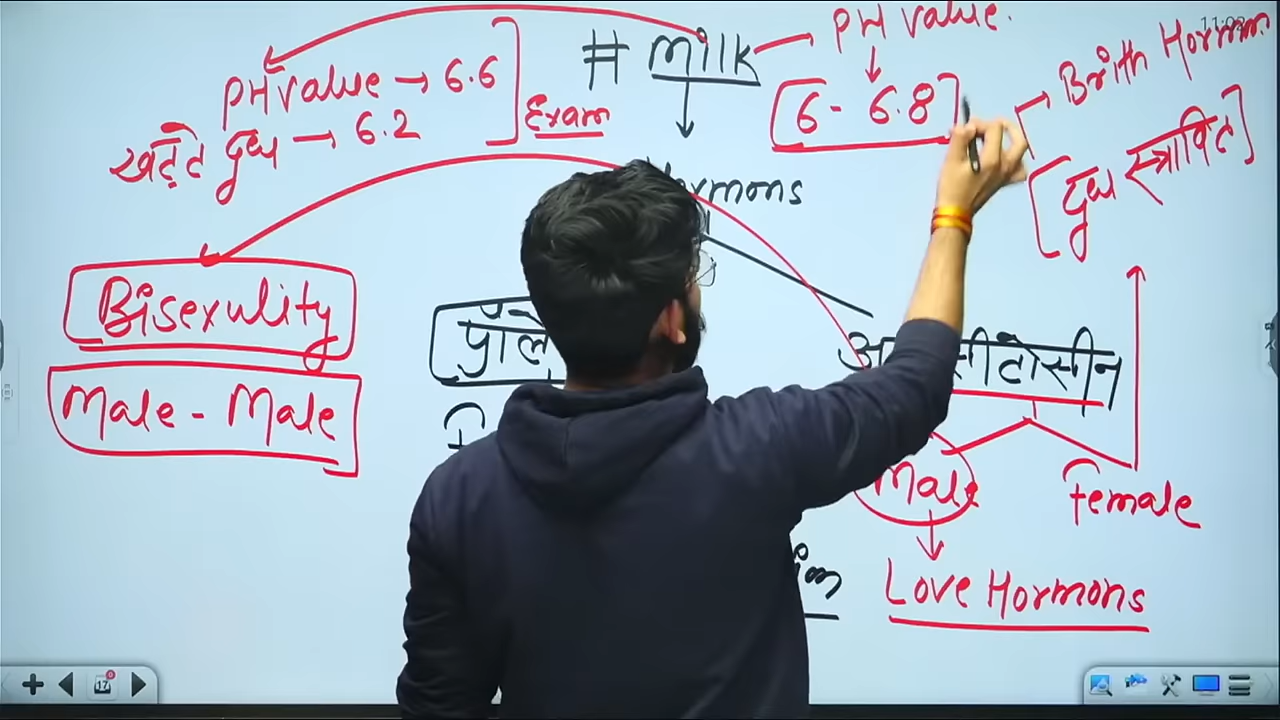 # milk
PH value.
6 - 6.8
PH value → 6.6
खट्टे दूध → 6.2
Exam
Brith Hormon
[दूध स्त्रावित]
Bisexulity
Male - Male
सीटोसीन
Male
Female
Love Hormons
17